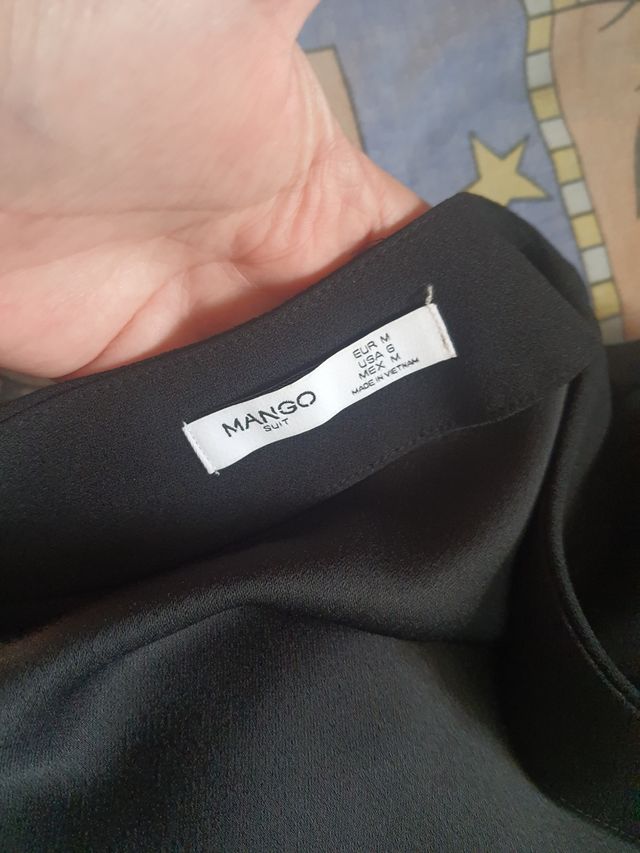 MANGO
SUIT
EUR M
USA 6
MEX M
MADE IN VIETNAM